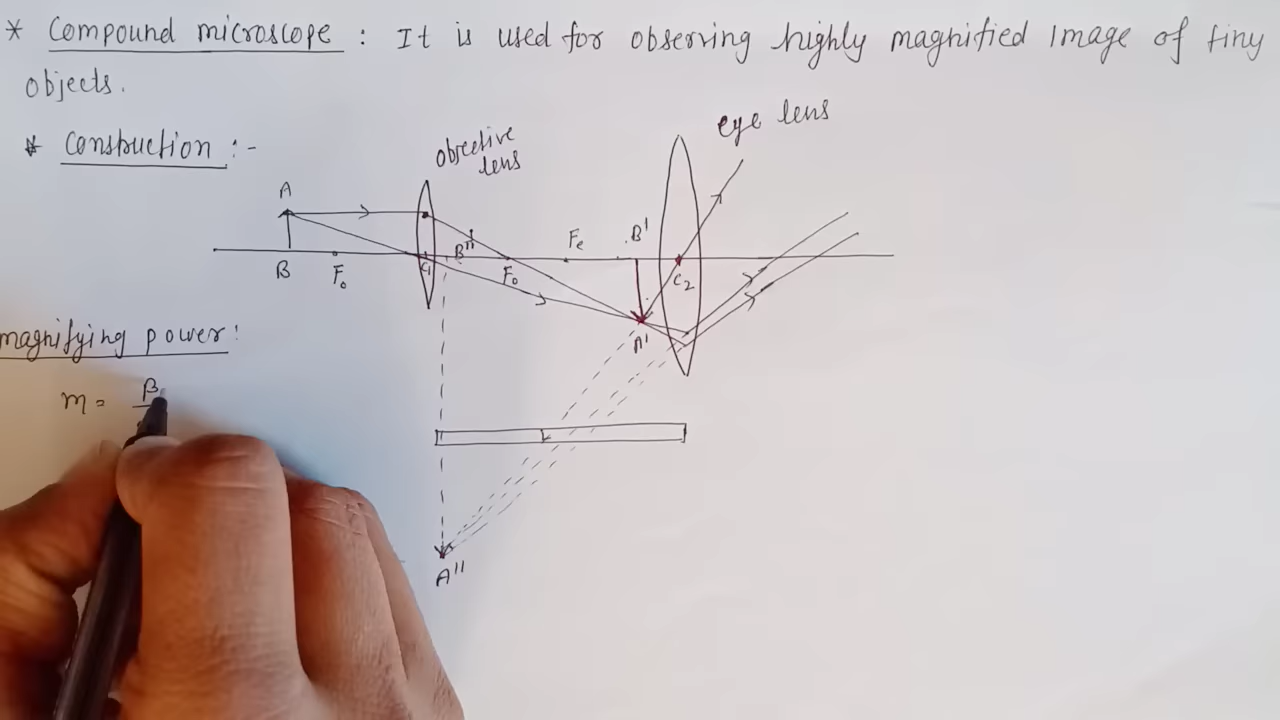 * Compound microscope : It is used for observing highly magnified Image of tiny
objects.
* Construction :-
eye lens
objective
lens
A
B
F₀
C₁
B"
F₀
Fₑ
B'
C₂
A'
A"
magnifying power:
m = β